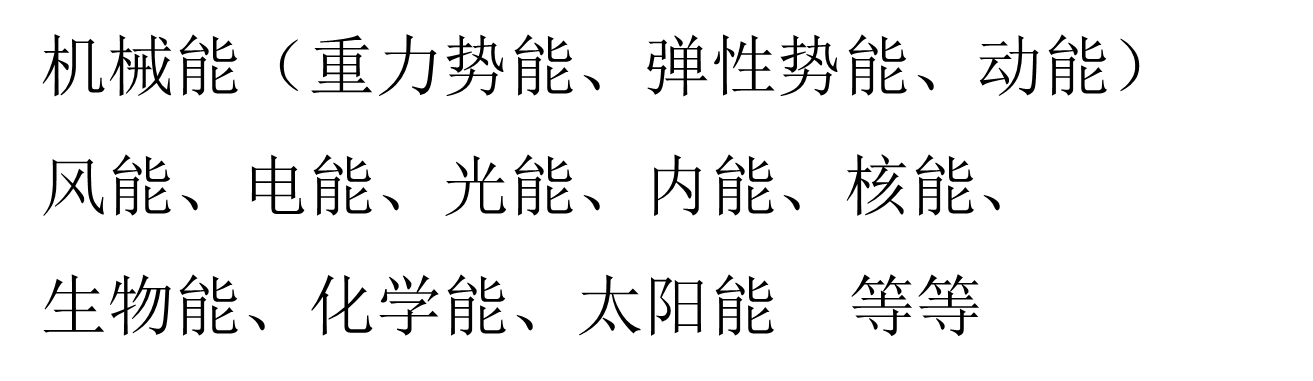 机械能（重力势能、弹性势能、动能）
风能、电能、光能、内能、核能、
生物能、化学能、太阳能　等等